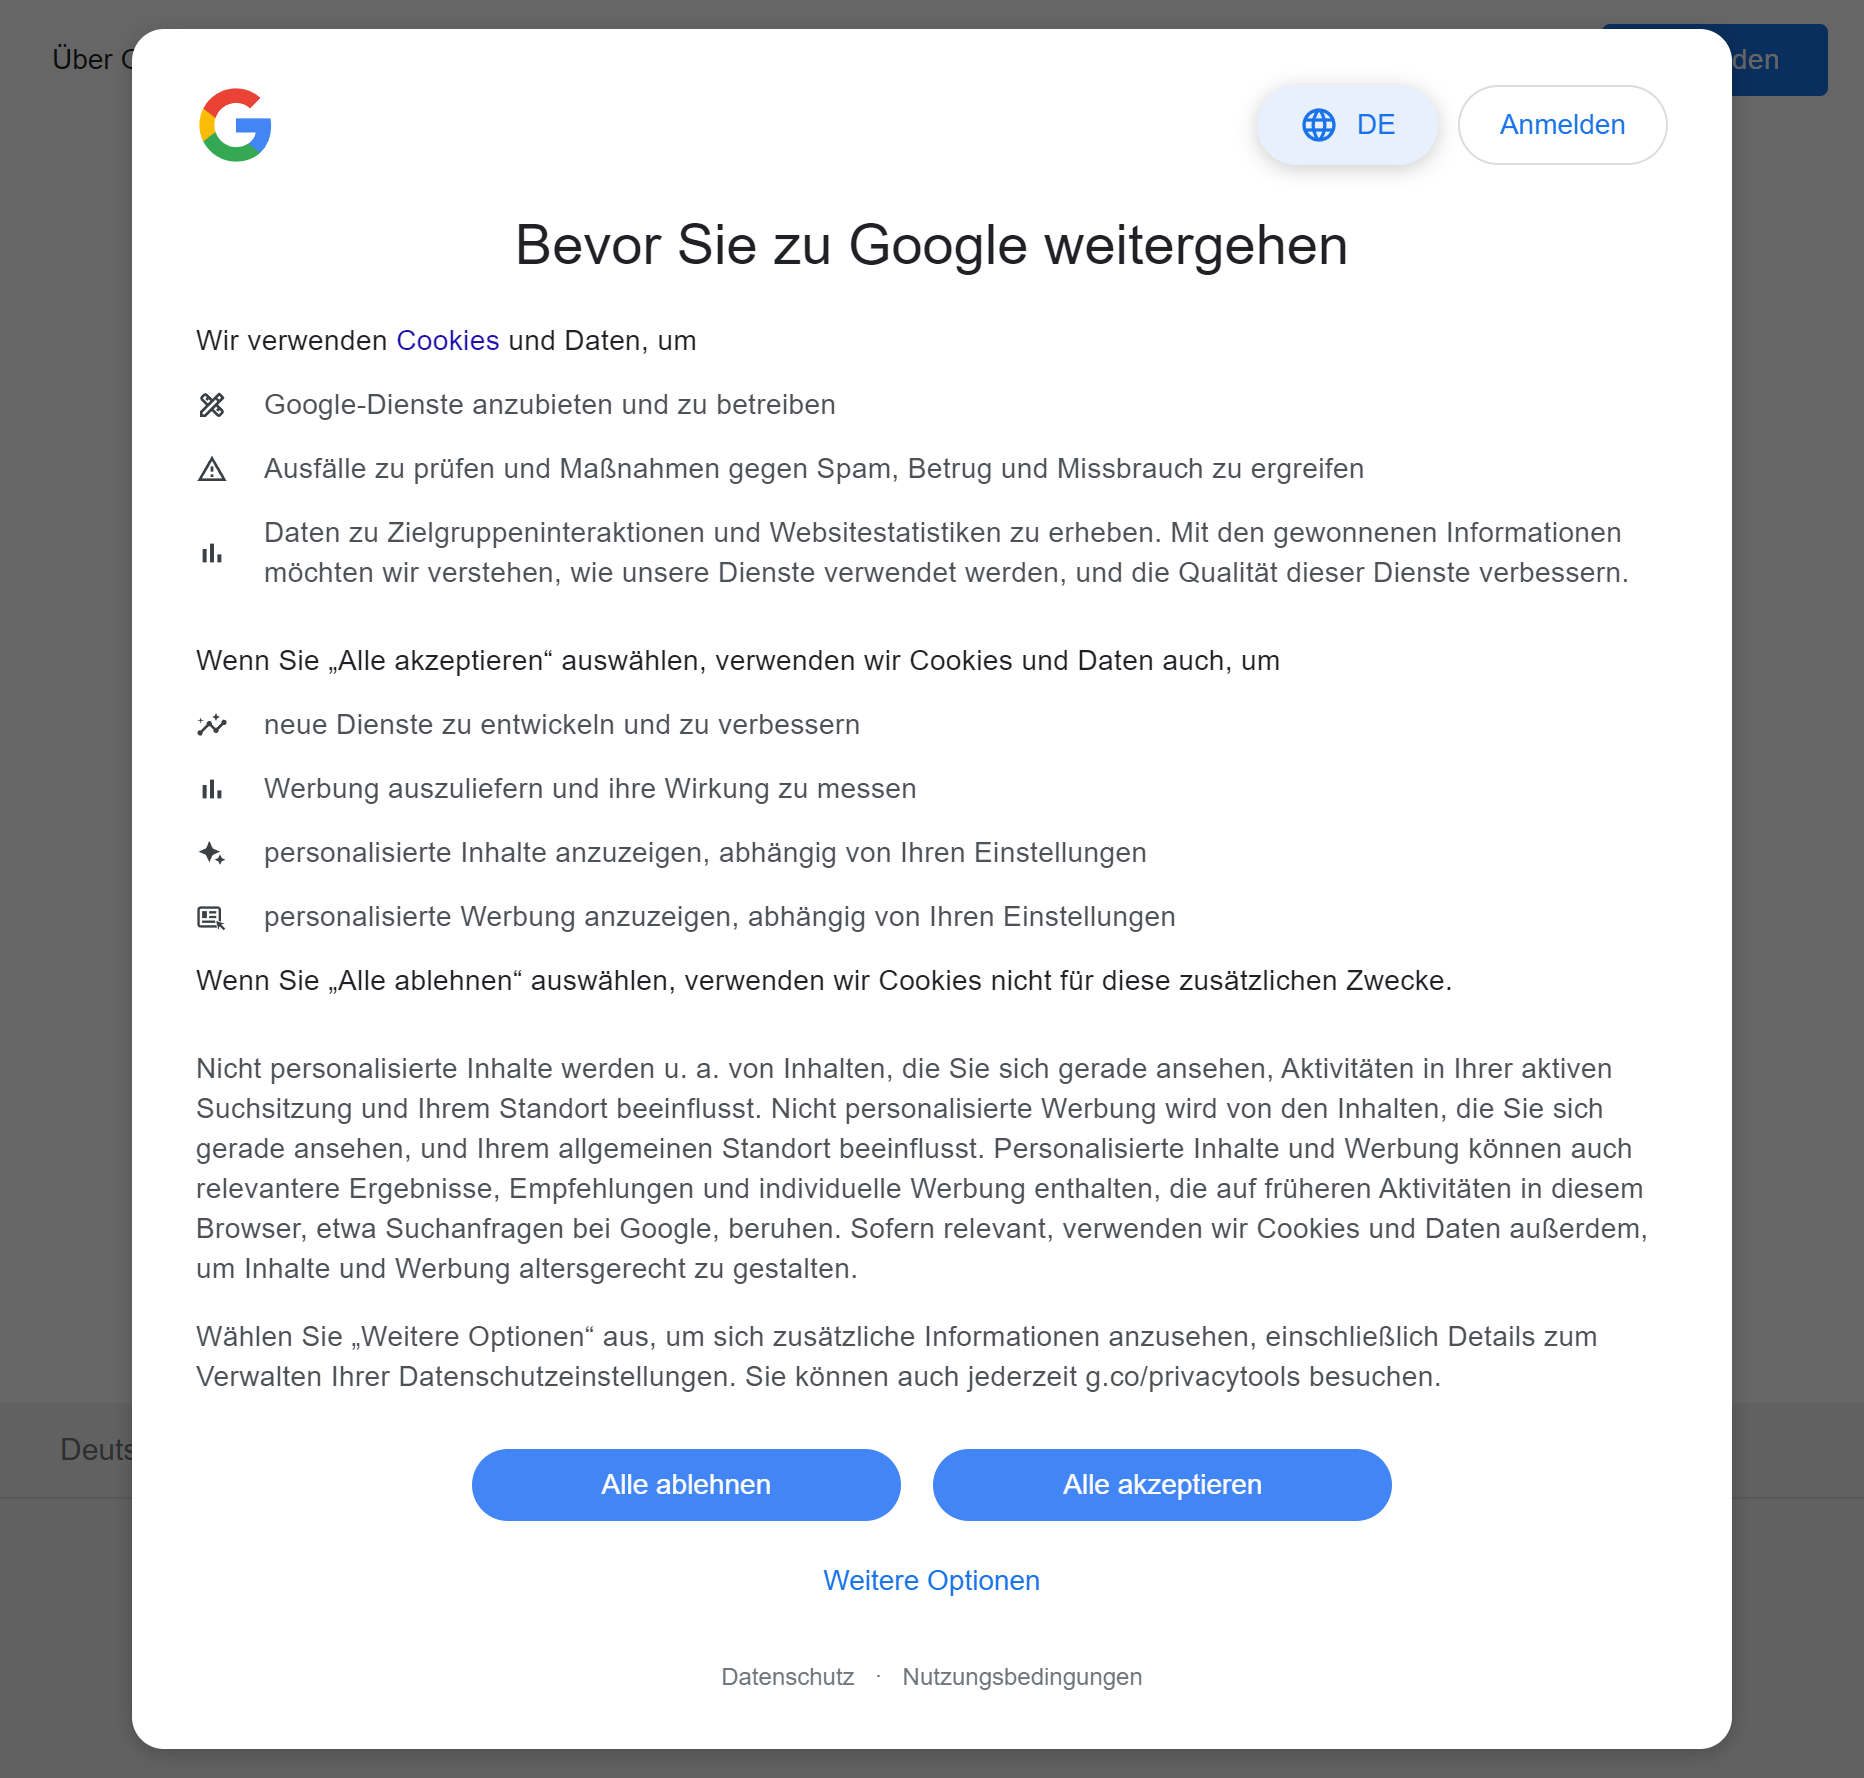 Über
den
DE
Anmelden
Bevor Sie zu Google weitergehen
Wir verwenden Cookies und Daten, um
Google-Dienste anzubieten und zu betreiben
Ausfälle zu prüfen und Maßnahmen gegen Spam, Betrug und Missbrauch zu ergreifen
Daten zu Zielgruppeninteraktionen und Websitestatistiken zu erheben. Mit den gewonnenen Informationen
möchten wir verstehen, wie unsere Dienste verwendet werden, und die Qualität dieser Dienste verbessern.
Wenn Sie „Alle akzeptieren“ auswählen, verwenden wir Cookies und Daten auch, um
neue Dienste zu entwickeln und zu verbessern
Werbung auszuliefern und ihre Wirkung zu messen
personalisierte Inhalte anzuzeigen, abhängig von Ihren Einstellungen
personalisierte Werbung anzuzeigen, abhängig von Ihren Einstellungen
Wenn Sie „Alle ablehnen“ auswählen, verwenden wir Cookies nicht für diese zusätzlichen Zwecke.
Nicht personalisierte Inhalte werden u. a. von Inhalten, die Sie sich gerade ansehen, Aktivitäten in Ihrer aktiven
Suchsitzung und Ihrem Standort beeinflusst. Nicht personalisierte Werbung wird von den Inhalten, die Sie sich
gerade ansehen, und Ihrem allgemeinen Standort beeinflusst. Personalisierte Inhalte und Werbung können auch
relevantere Ergebnisse, Empfehlungen und individuelle Werbung enthalten, die auf früheren Aktivitäten in diesem
Browser, etwa Suchanfragen bei Google, beruhen. Sofern relevant, verwenden wir Cookies und Daten außerdem,
um Inhalte und Werbung altersgerecht zu gestalten.
Wählen Sie „Weitere Optionen“ aus, um sich zusätzliche Informationen anzusehen, einschließlich Details zum
Verwalten Ihrer Datenschutzeinstellungen. Sie können auch jederzeit g.co/privacytools besuchen.
Deuts
Alle ablehnen
Alle akzeptieren
Weitere Optionen
Datenschutz · Nutzungsbedingungen